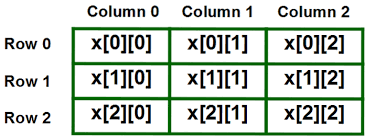 Column 0 Column 1 Column 2
Row 0 x[0][0] x[0][1] x[0][2]
Row 1 x[1][0] x[1][1] x[1][2]
Row 2 x[2][0] x[2][1] x[2][2]